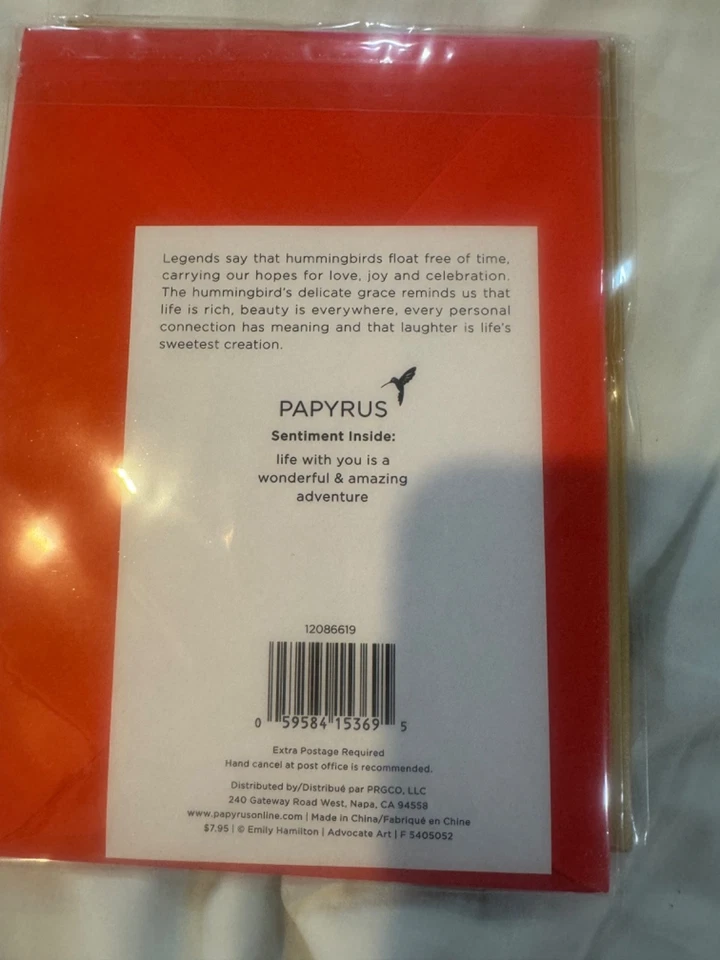 Legends say that hummingbirds float free of time,
carrying our hopes for love, joy and celebration.
The hummingbird's delicate grace reminds us that
life is rich, beauty is everywhere, every personal
connection has meaning and that laughter is life's
sweetest creation.
PAPYRUS
Sentiment Inside:
life with you is a
wonderful & amazing
adventure
12086619
0 59584 15369 5
Extra Postage Required
Hand cancel at post office is recommended.
Distributed by/Distribué par PRGCO, LLC
240 Gateway Road West, Napa, CA 94558
www.papyrusonline.com | Made in China/Fabriqué en Chine
$7.95 | © Emily Hamilton | Advocate Art | F 5405052